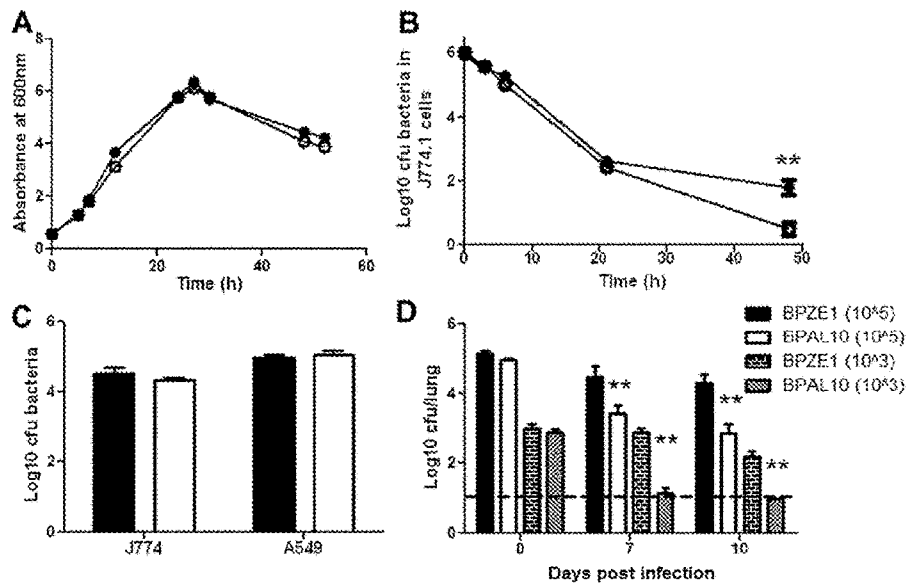 A
Absorbance at 600nm
8
6
4
2
0
0 20 40 60
Time (h)
B
Log10 cfu bacteria in
J774.1 cells
6
4
2
0
**
0 10 20 30 40 50
Time (h)
C
Log10 cfu bacteria
6
4
2
0
J774 A549
D
Log10 cfu/lung
6
4
2
0
** ** ** **
0 7 10
Days post infection
BPZE1 (10^5)
BPAL10 (10^5)
BPZE1 (10^3)
BPAL10 (10^3)